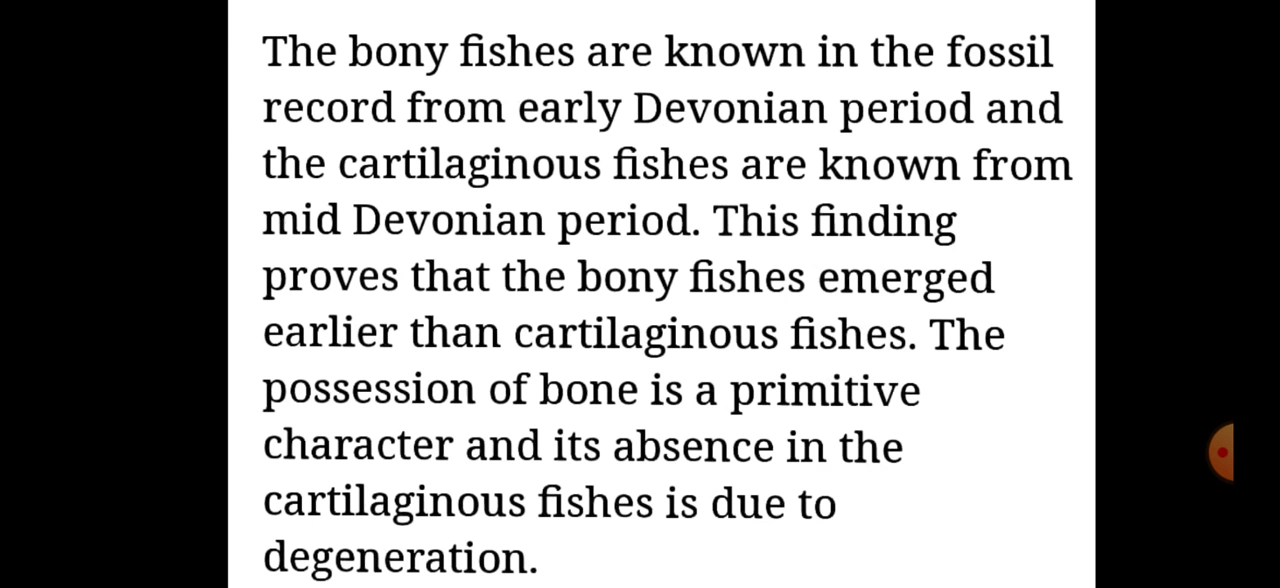 The bony fishes are known in the fossil
record from early Devonian period and
the cartilaginous fishes are known from
mid Devonian period. This finding
proves that the bony fishes emerged
earlier than cartilaginous fishes. The
possession of bone is a primitive
character and its absence in the
cartilaginous fishes is due to
degeneration.